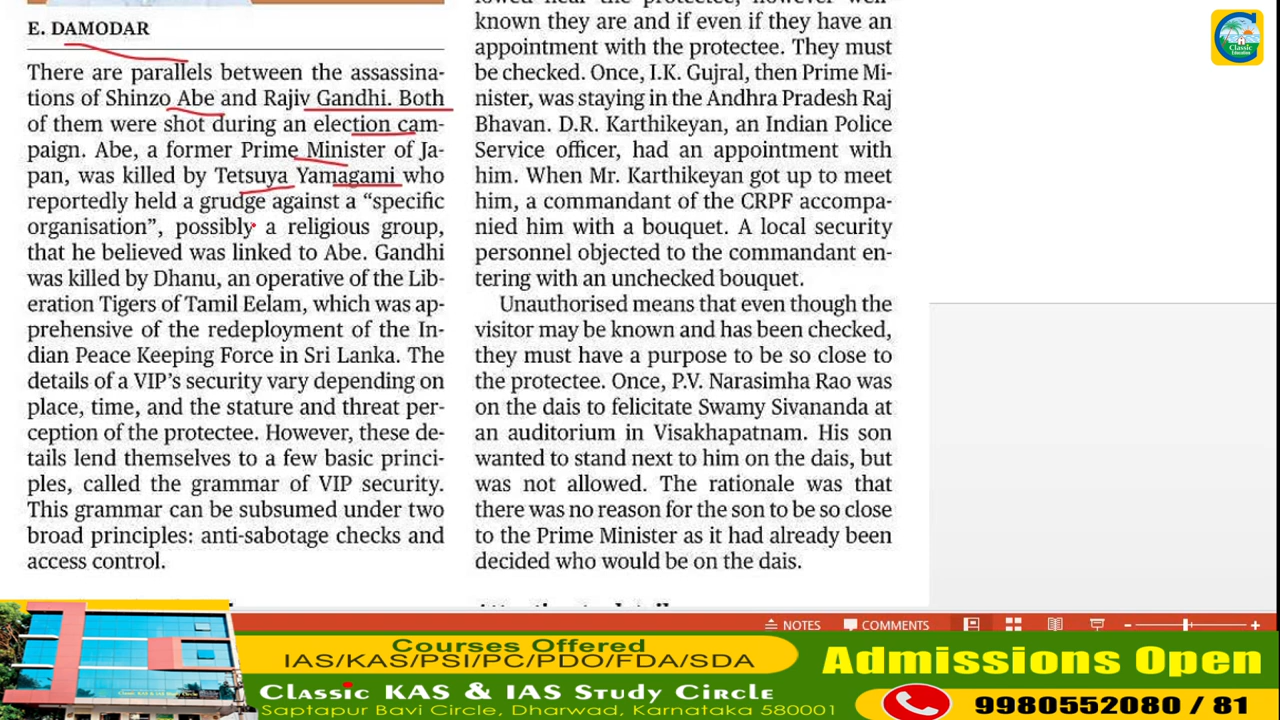 E. DAMODAR
There are parallels between the assassina-
tions of Shinzo Abe and Rajiv Gandhi. Both
of them were shot during an election cam-
paign. Abe, a former Prime Minister of Ja-
pan, was killed by Tetsuya Yamagami who
reportedly held a grudge against a “specific
organisation”, possibly a religious group,
that he believed was linked to Abe. Gandhi
was killed by Dhanu, an operative of the Lib-
eration Tigers of Tamil Eelam, which was ap-
prehensive of the redeployment of the In-
dian Peace Keeping Force in Sri Lanka. The
details of a VIP’s security vary depending on
place, time, and the stature and threat per-
ception of the protectee. However, these de-
tails lend themselves to a few basic princi-
ples, called the grammar of VIP security.
This grammar can be subsumed under two
broad principles: anti-sabotage checks and
access control.
known they are and if even if they have an
appointment with the protectee. They must
be checked. Once, I.K. Gujral, then Prime Mi-
nister, was staying in the Andhra Pradesh Raj
Bhavan. D.R. Karthikeyan, an Indian Police
Service officer, had an appointment with
him. When Mr. Karthikeyan got up to meet
him, a commandant of the CRPF accompa-
nied him with a bouquet. A local security
personnel objected to the commandant en-
tering with an unchecked bouquet.
Unauthorised means that even though the
visitor may be known and has been checked,
they must have a purpose to be so close to
the protectee. Once, P.V. Narasimha Rao was
on the dais to felicitate Swamy Sivananda at
an auditorium in Visakhapatnam. His son
wanted to stand next to him on the dais, but
was not allowed. The rationale was that
there was no reason for the son to be so close
to the Prime Minister as it had already been
decided who would be on the dais.
Classic
Education
NOTES COMMENTS
Courses Offered
IAS/KAS/PSI/PC/PDO/FDA/SDA
Classic KAS & IAS Study Circle
Saptapur Bavi Circle, Dharwad, Karnataka 580001
Admissions Open
9980552080 / 81